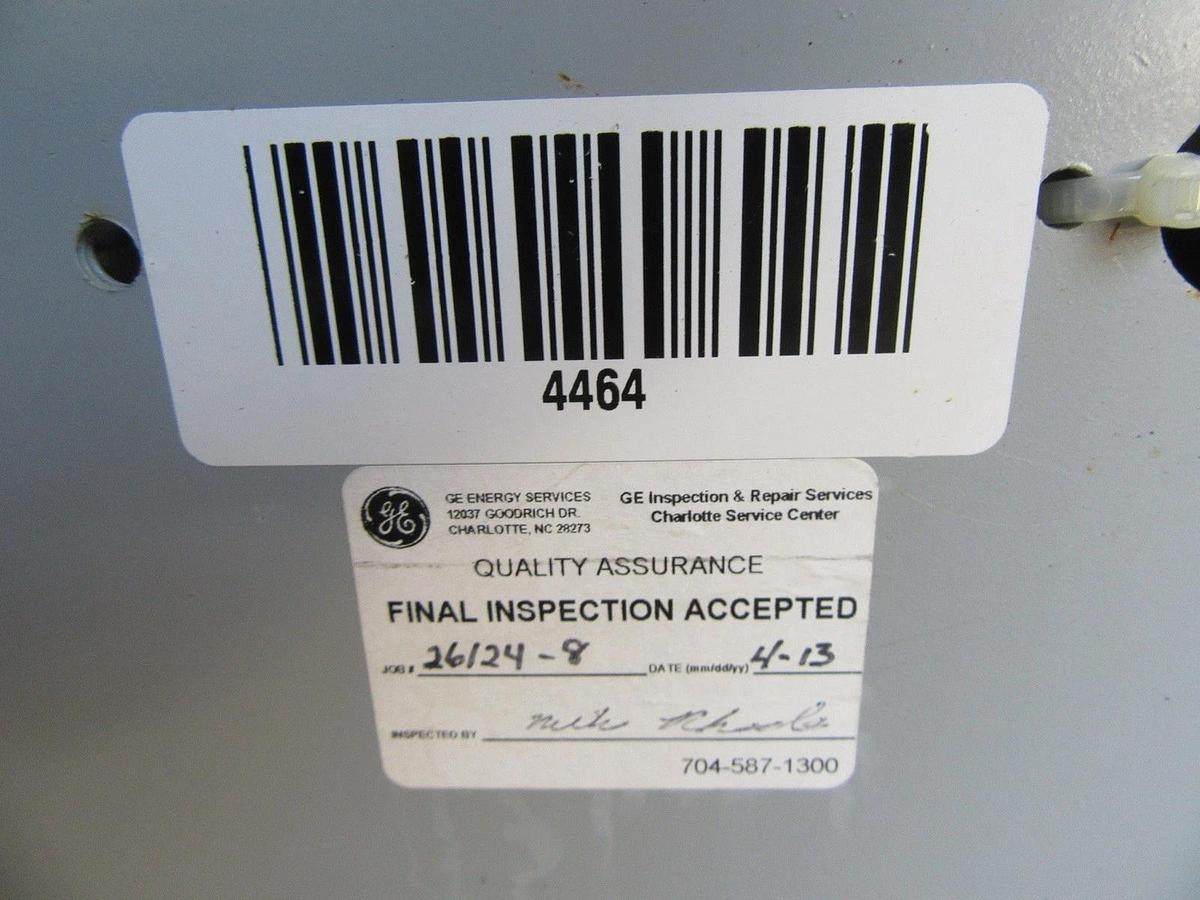 4464
GE
GE ENERGY SERVICES
12037 GOODRICH DR.
CHARLOTTE, NC 28273
GE Inspection & Repair Services
Charlotte Service Center
QUALITY ASSURANCE
FINAL INSPECTION ACCEPTED
JOB # 26124-8 DATE (mm/dd/yy) 4-13
INSPECTED BY
704-587-1300